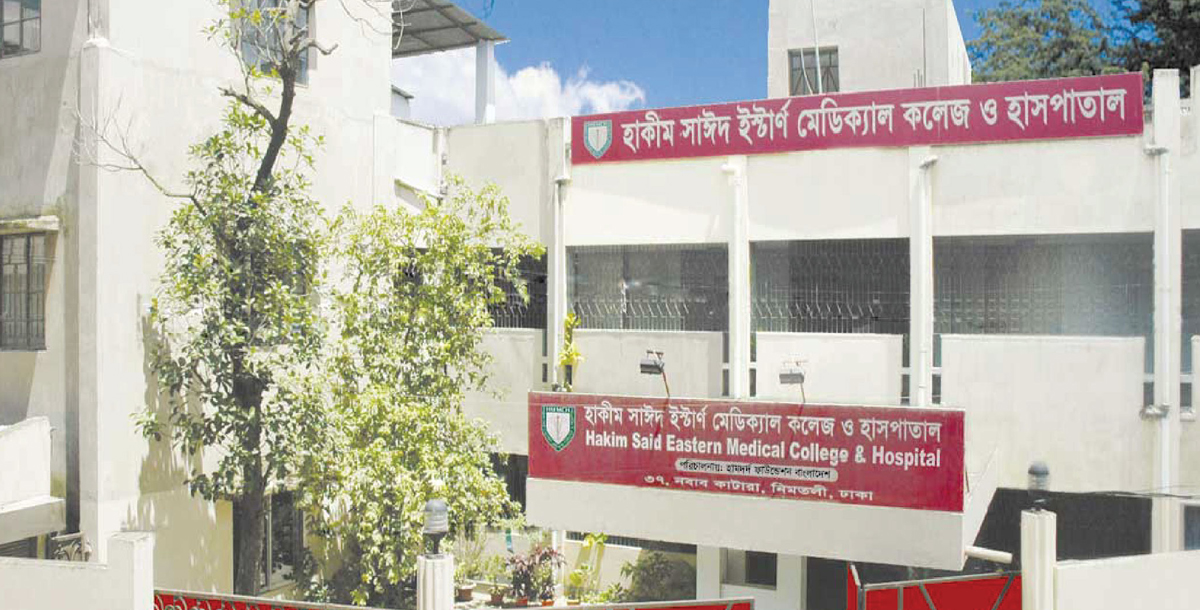 হাকীম সাঈদ ইস্টার্ণ মেডিক্যাল কলেজ ও হাসপাতাল
HSEMCH
হাকীম সাঈদ ইস্টার্ণ মেডিক্যাল কলেজ ও হাসপাতাল
Hakim Said Eastern Medical College & Hospital
পরিচালনায়: হামদর্দ ফাউন্ডেশন বাংলাদেশ
৩৭, নবাব কাটারা, নিমতলী, ঢাকা